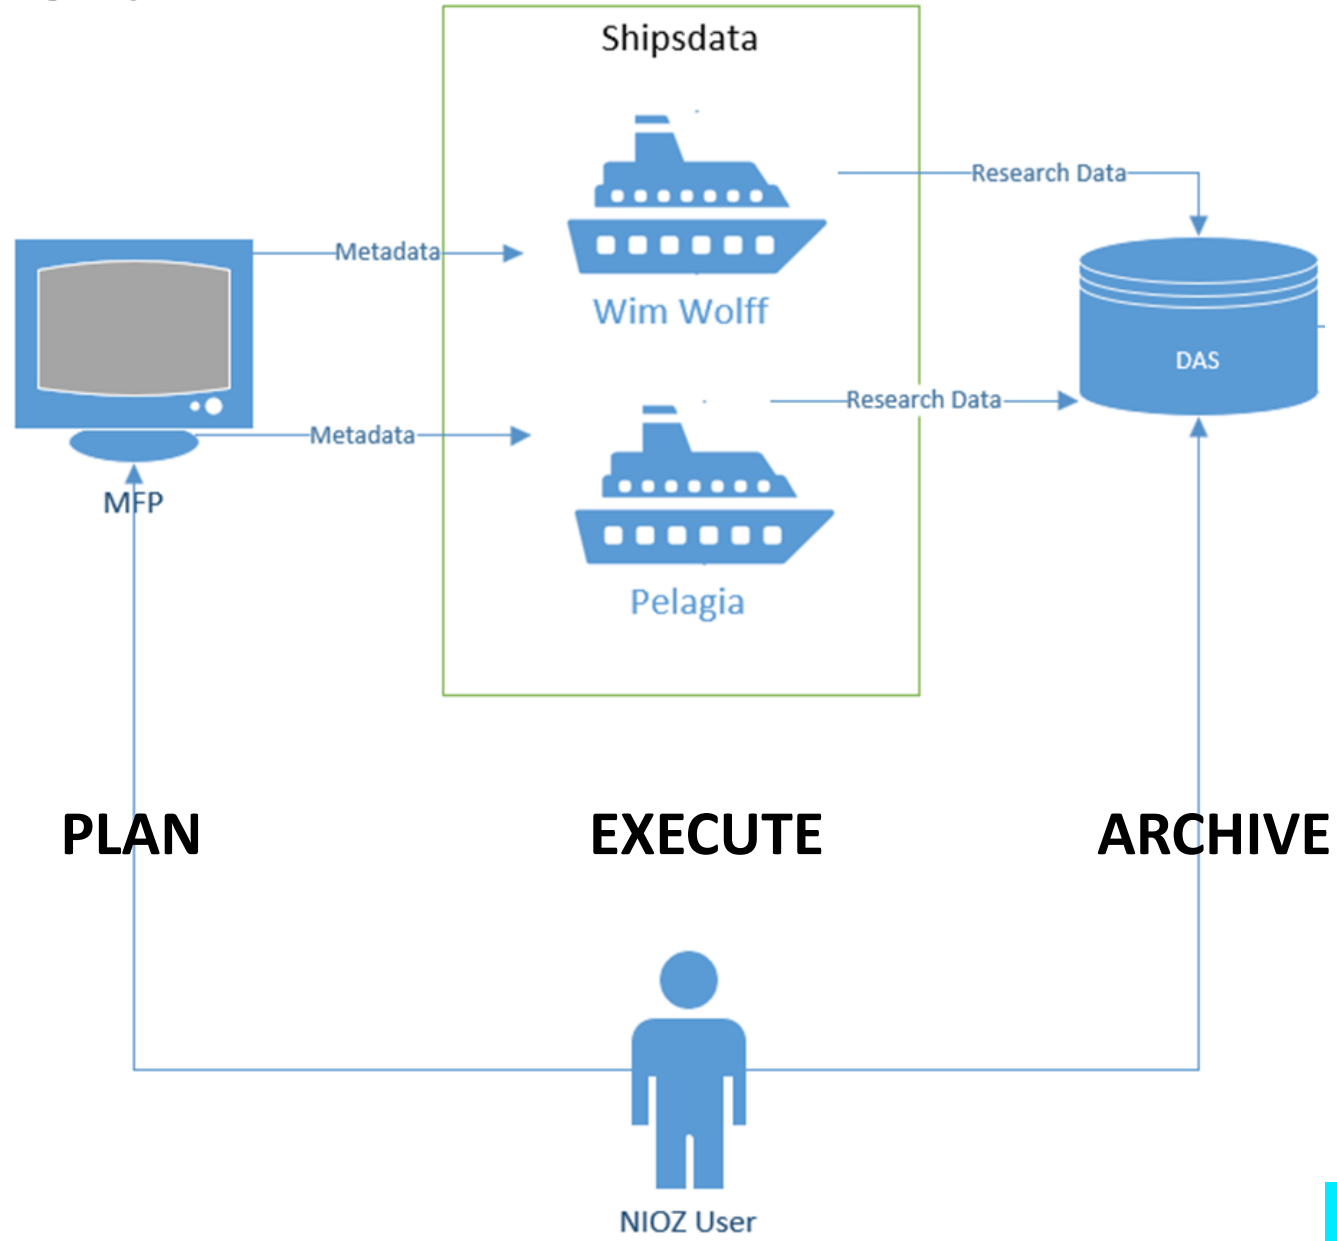 Shipsdata
Research Data
Metadata
Wim Wolff
DAS
Research Data
Metadata
MFP
Pelagia
PLAN
EXECUTE
ARCHIVE
NIOZ User